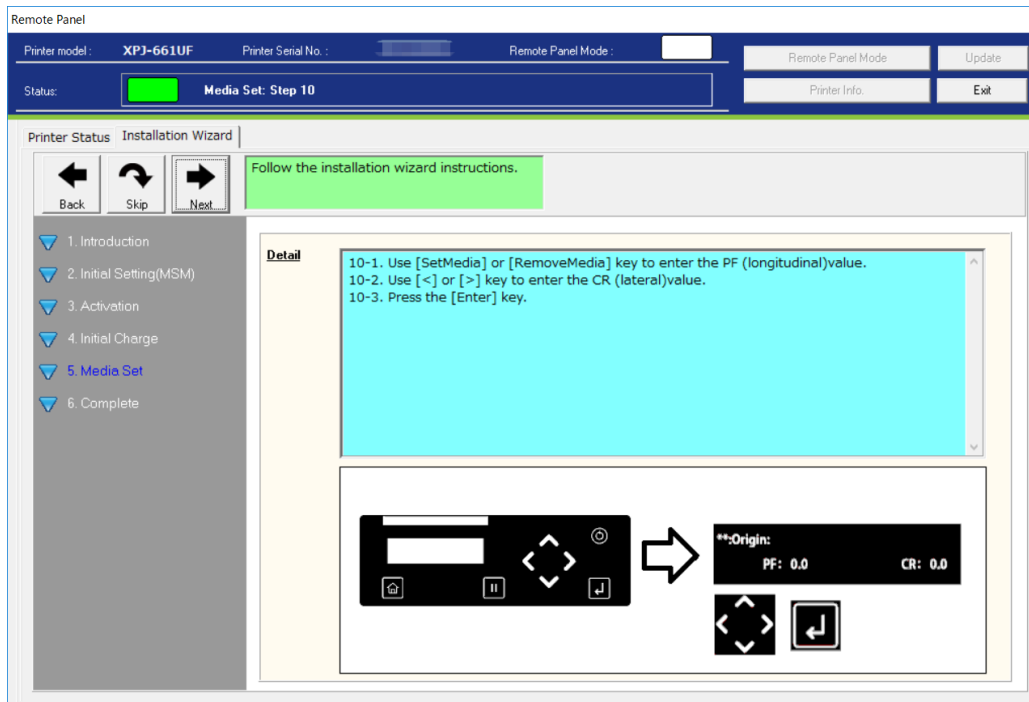 Remote Panel
Printer model : XPJ-661UF Printer Serial No. : Remote Panel Mode :
Remote Panel Mode Update
Status: Media Set: Step 10
Printer Info. Exit
Printer Status Installation Wizard
Back Skip Next
Follow the installation wizard instructions.
1. Introduction
2. Initial Setting(MSM)
3. Activation
4. Initial Charge
5. Media Set
6. Complete
Detail
10-1. Use [SetMedia] or [RemoveMedia] key to enter the PF (longitudinal)value.
10-2. Use [<] or [>] key to enter the CR (lateral)value.
10-3. Press the [Enter] key.
**:Origin:
PF: 0.0 CR: 0.0